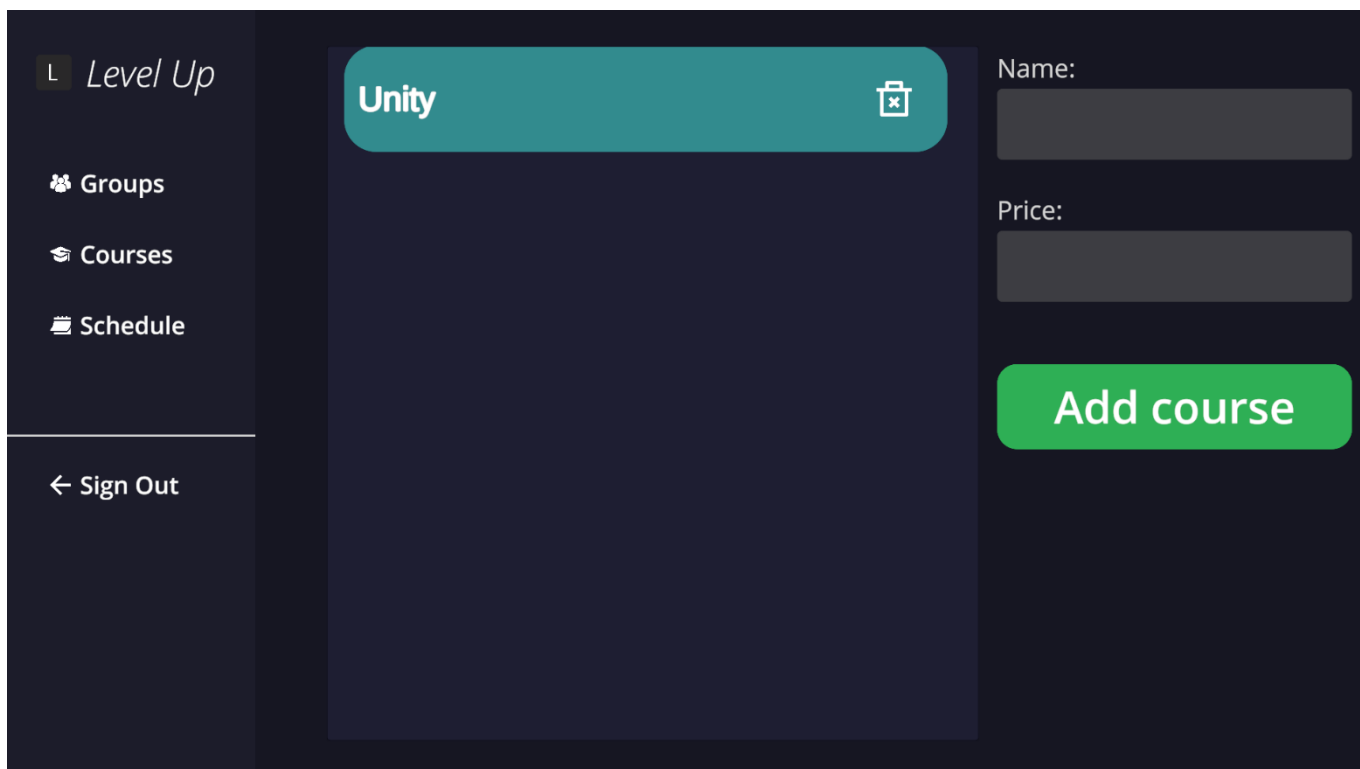 L Level Up
Groups
Courses
Schedule
Sign Out
Unity
Name:
Price:
Add course